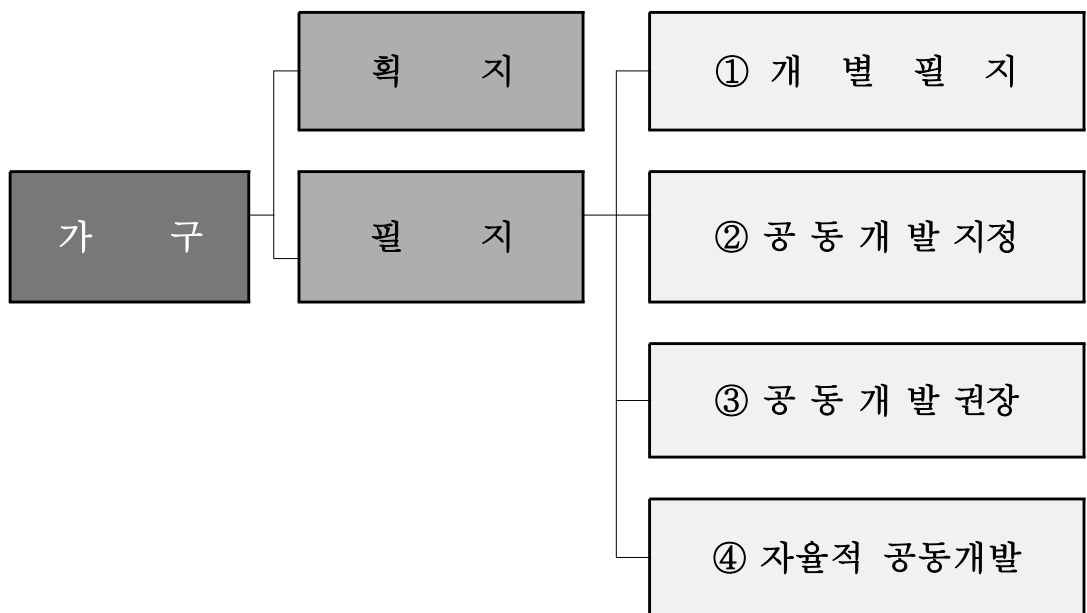 가 구
획 지
필 지
① 개 별 필 지
② 공 동 개 발 지정
③ 공 동 개 발 권장
④ 자율적 공동개발